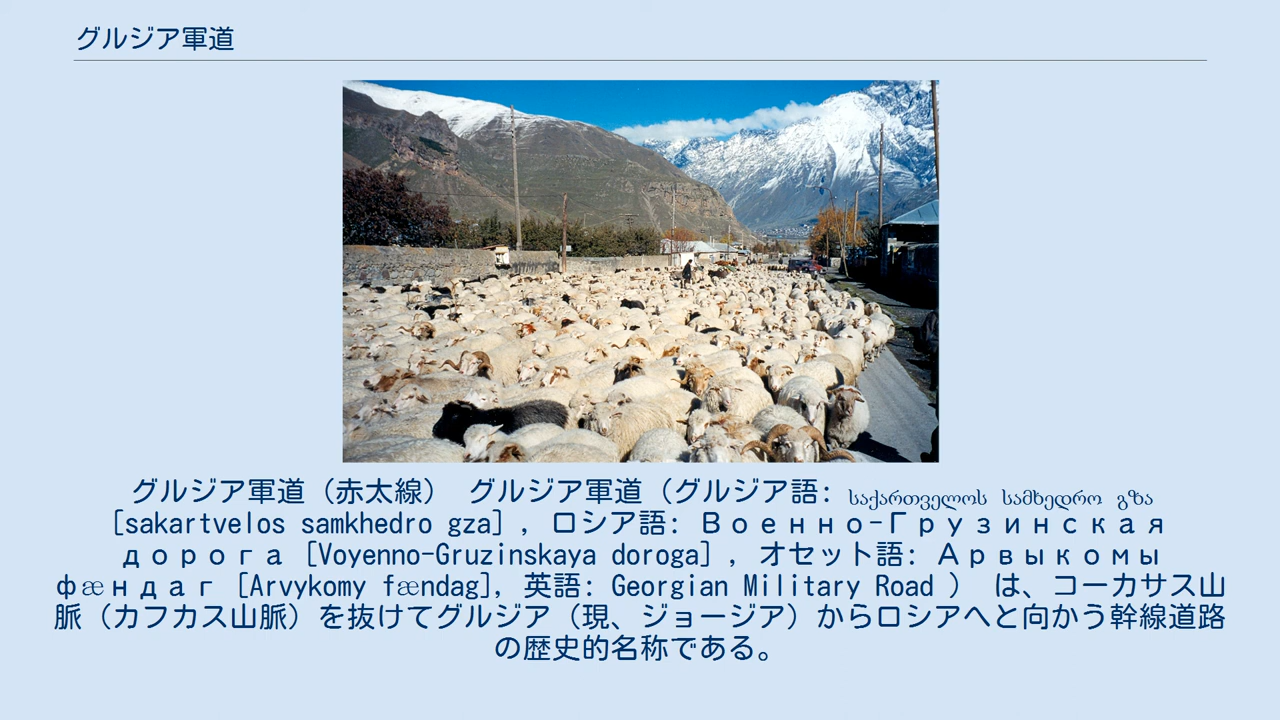 グルジア軍道
グルジア軍道（赤太線） グルジア軍道（グルジア語: საქართველოს სამხედრო გზა
[sakartvelos samkhedro gza] , ロシア語: Военно-Грузинская
дорога [Voyenno-Gruzinskaya doroga] , オセット語: Арвыкомы
фæндаг [Arvykomy fændag], 英語: Georgian Military Road ） は、コーカサス山
脈（カフカス山脈）を抜けてグルジア（現、ジョージア）からロシアへと向かう幹線道路
の歴史的名称である。